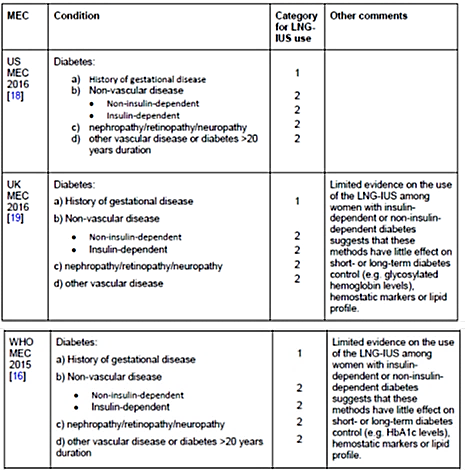 MEC Condition Category for LNG-IUS use Other comments
US MEC 2016 [18]
Diabetes:
a) History of gestational disease 1
b) Non-vascular disease 2
• Non-insulin-dependent 2
• Insulin-dependent 2
c) nephropathy/retinopathy/neuropathy 2
d) other vascular disease or diabetes >20
years duration
UK MEC 2016 [19]
Diabetes:
a) History of gestational disease 1
b) Non-vascular disease
• Non-insulin-dependent 2
• Insulin-dependent 2
c) nephropathy/retinopathy/neuropathy 2
d) other vascular disease 2
Limited evidence on the use
of the LNG-IUS among
women with insulin-
dependent or non-insulin-
dependent diabetes
suggests that these
methods have little effect on
short- or long-term diabetes
control (e.g. glycosylated
hemoglobin levels),
hemostatic markers or lipid
profile.
WHO MEC 2015 [16]
Diabetes:
a) History of gestational disease 1
b) Non-vascular disease
• Non-insulin-dependent 2
• Insulin-dependent 2
c) nephropathy/retinopathy/neuropathy 2
d) other vascular disease or diabetes >20 years 2
duration
Limited evidence on the use
of the LNG-IUS among
women with insulin-
dependent or non-insulin-
dependent diabetes
suggests that these
methods have little effect on
short- or long-term diabetes
control (e.g. HbA1c levels),
hemostatic markers or lipid
profile.